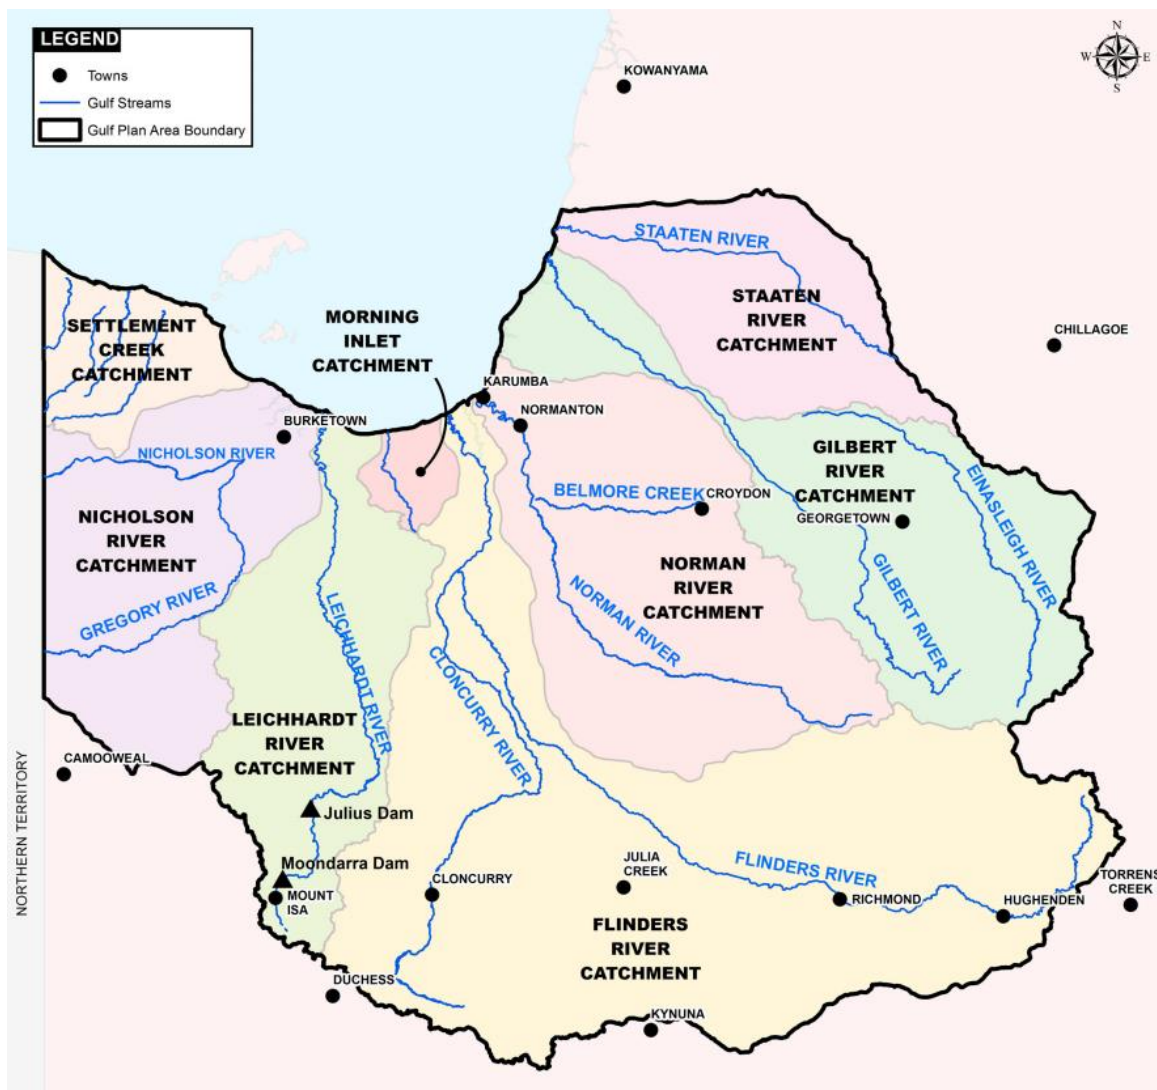 LEGEND
Towns
Gulf Streams
Gulf Plan Area Boundary
N
W
E
S
KOWANYAMA
STAATEN RIVER
STAATEN
RIVER
CATCHMENT
CHILLAGOE
SETTLEMENT
CREEK
CATCHMENT
MORNING
INLET
CATCHMENT
KARUMBA
NORMANTON
BURKETOWN
NICHOLSON RIVER
NICHOLSON
RIVER
CATCHMENT
GREGORY RIVER
BELMORE CREEK
CROYDON
GILBERT
RIVER
CATCHMENT
GEORGETOWN
EINASLEIGH RIVER
GILBERT RIVER
NORMAN
RIVER
CATCHMENT
NORMAN RIVER
LEICHHARDT RIVER
CLONCURRY RIVER
LEICHHARDT
RIVER
CATCHMENT
CAMOOWEAL
NORTHERN TERRITORY
Julius Dam
Moondarra Dam
MOUNT
ISA
CLONCURRY
JULIA
CREEK
FLINDERS RIVER
RICHMOND
HUGHENDEN
TORRENS
CREEK
FLINDERS
RIVER
CATCHMENT
DUCHESS
KYNUNA